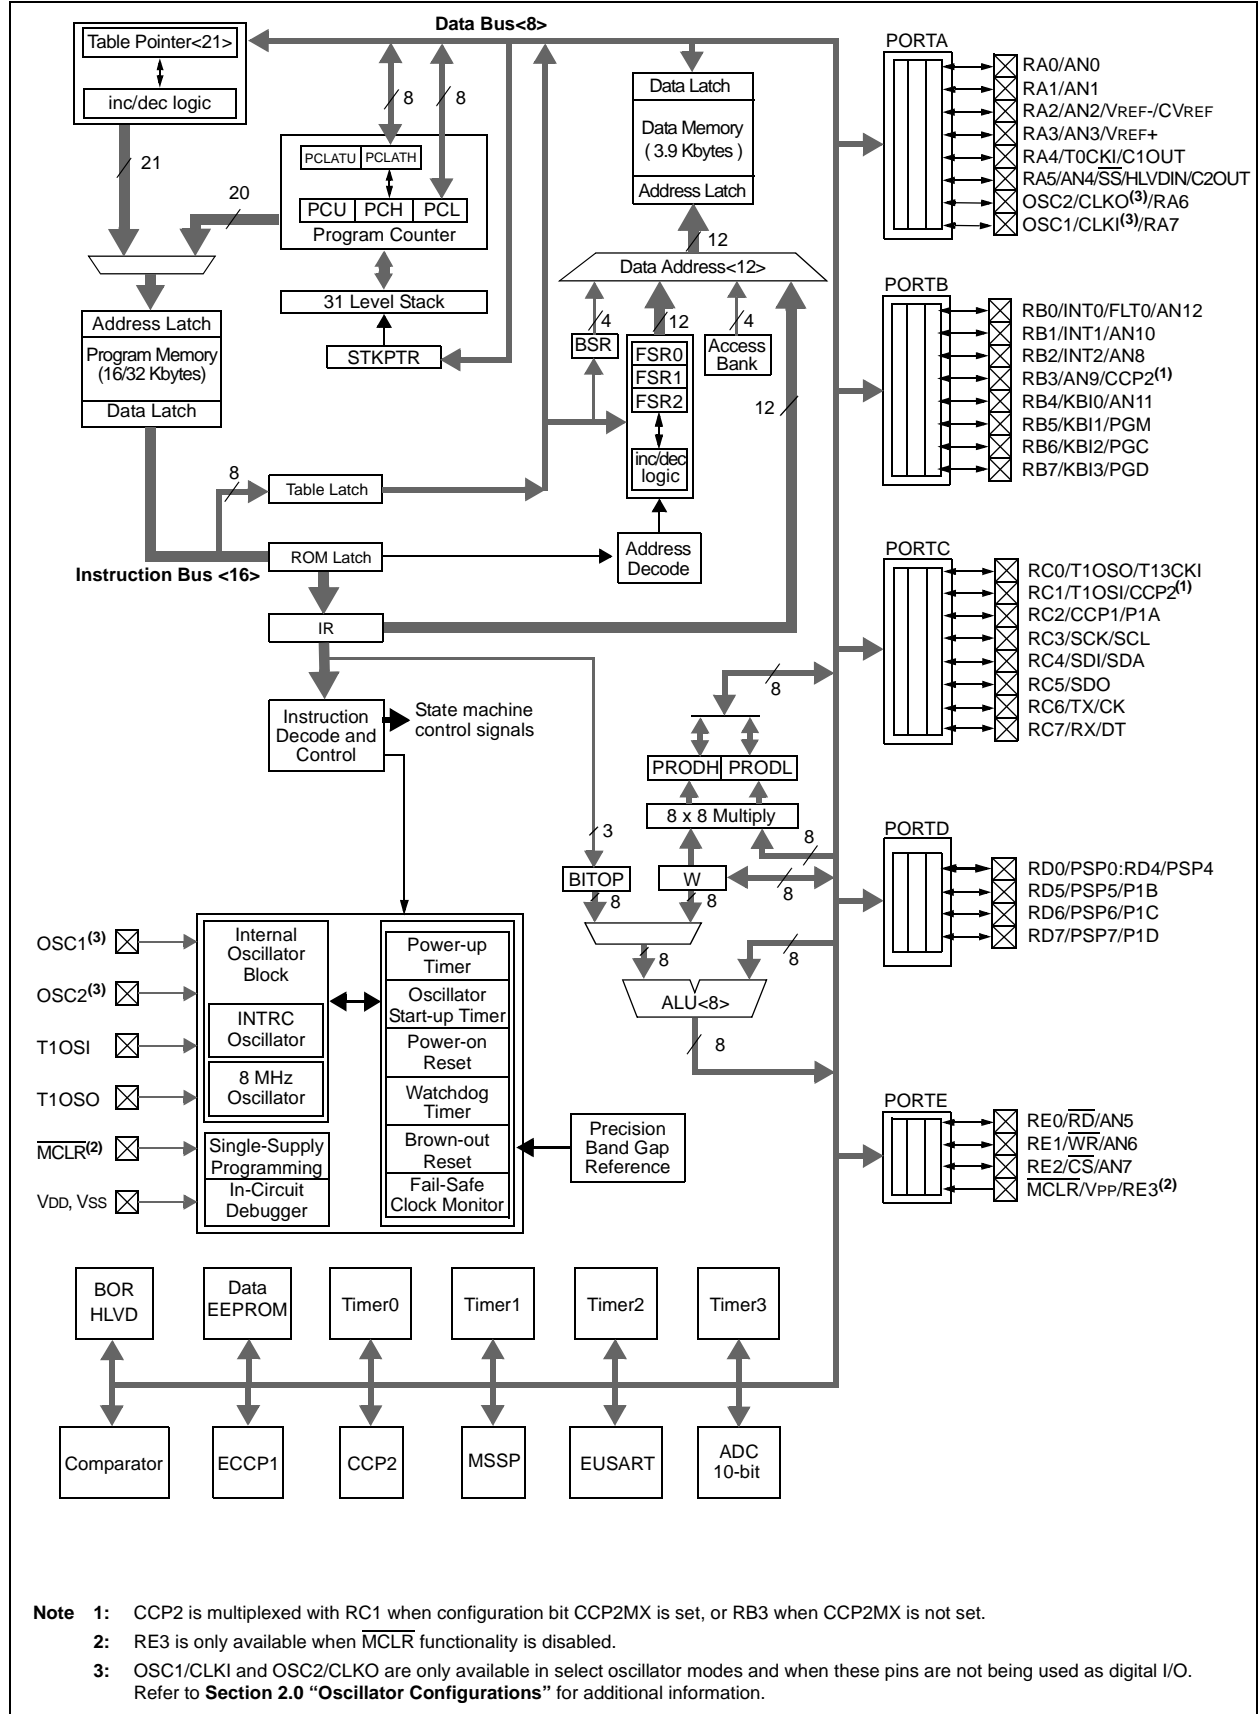 Data Bus<8>
Table Pointer<21>
inc/dec logic
21
20
8
8
PCLATU
PCLATH
PCU
PCH
PCL
Program Counter
31 Level Stack
STKPTR
Address Latch
Program Memory
(16/32 Kbytes)
Data Latch
8
Table Latch
ROM Latch
Instruction Bus <16>
IR
Data Latch
Data Memory
( 3.9 Kbytes )
Address Latch
12
Data Address<12>
4
12
4
BSR
FSR0
FSR1
FSR2
inc/dec
logic
Access
Bank
12
Address
Decode
Instruction
Decode and
Control
State machine
control signals
8
PRODH
PRODL
8 x 8 Multiply
8
3
BITOP
W
8
8
8
8
8
ALU<8>
8
OSC1(3)
OSC2(3)
T1OSI
T1OSO
MCLR(2)
VDD, VSS
Internal
Oscillator
Block
INTRC
Oscillator
8 MHz
Oscillator
Single-Supply
Programming
In-Circuit
Debugger
Power-up
Timer
Oscillator
Start-up Timer
Power-on
Reset
Watchdog
Timer
Brown-out
Reset
Fail-Safe
Clock Monitor
Precision
Band Gap
Reference
PORTA
RA0/AN0
RA1/AN1
RA2/AN2/VREF-/CVREF
RA3/AN3/VREF+
RA4/T0CKI/C1OUT
RA5/AN4/SS/HLVDIN/C2OUT
OSC2/CLKO(3)/RA6
OSC1/CLKI(3)/RA7
PORTB
RB0/INT0/FLT0/AN12
RB1/INT1/AN10
RB2/INT2/AN8
RB3/AN9/CCP2(1)
RB4/KBI0/AN11
RB5/KBI1/PGM
RB6/KBI2/PGC
RB7/KBI3/PGD
PORTC
RC0/T1OSO/T13CKI
RC1/T1OSI/CCP2(1)
RC2/CCP1/P1A
RC3/SCK/SCL
RC4/SDI/SDA
RC5/SDO
RC6/TX/CK
RC7/RX/DT
PORTD
RD0/PSP0:RD4/PSP4
RD5/PSP5/P1B
RD6/PSP6/P1C
RD7/PSP7/P1D
PORTE
RE0/RD/AN5
RE1/WR/AN6
RE2/CS/AN7
MCLR/VPP/RE3(2)
BOR
HLVD
Data
EEPROM
Timer0
Timer1
Timer2
Timer3
Comparator
ECCP1
CCP2
MSSP
EUSART
ADC
10-bit
Note 1: CCP2 is multiplexed with RC1 when configuration bit CCP2MX is set, or RB3 when CCP2MX is not set.
2: RE3 is only available when MCLR functionality is disabled.
3: OSC1/CLKI and OSC2/CLKO are only available in select oscillator modes and when these pins are not being used as digital I/O.
Refer to Section 2.0 “Oscillator Configurations” for additional information.